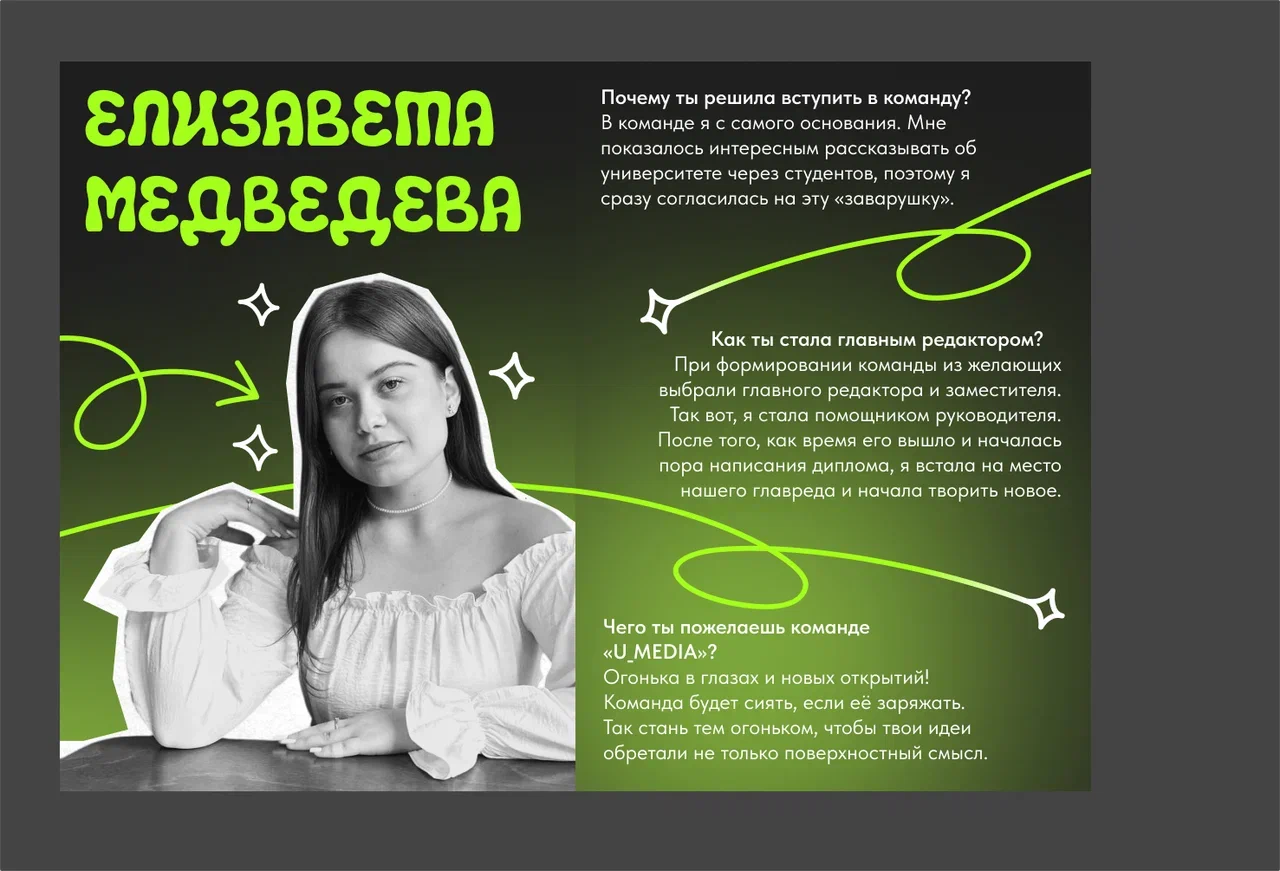 ЕЛИЗАВЕТА
МЕДВЕДЕВА
Почему ты решила вступить в команду?
В команде я с самого основания. Мне
показалось интересным рассказывать об
университете через студентов, поэтому я
сразу согласилась на эту «заварушку».
Как ты стала главным редактором?
При формировании команды из желающих
выбрали главного редактора и заместителя.
Так вот, я стала помощником руководителя.
После того, как время его вышло и началась
пора написания диплома, я встала на место
нашего главреда и начала творить новое.
Чего ты пожелаешь команде
«U_MEDIA»?
Огонька в глазах и новых открытий!
Команда будет сиять, если её заряжать.
Так стань тем огоньком, чтобы твои идеи
обретали не только поверхностный смысл.